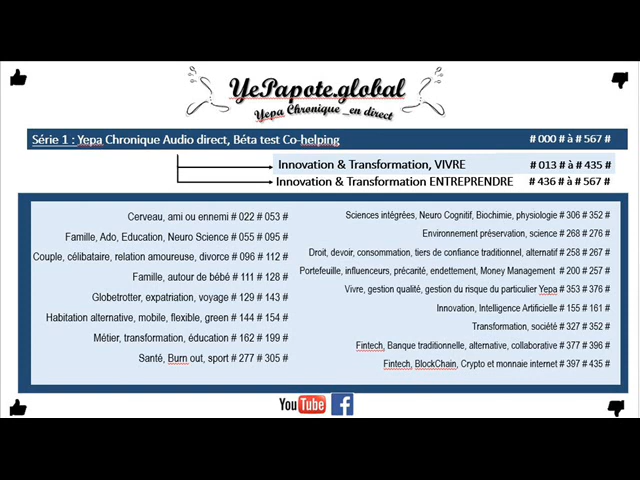 YePapote.global
Yepa Chronique _en direct
Série 1 : Yepa Chronique Audio direct, Béta test Co-helping # 000 # à # 567 #
Innovation & Transformation, VIVRE # 013 # à # 435 #
Innovation & Transformation ENTREPRENDRE # 436 # à # 567 #
Cerveau, ami ou ennemi # 022 # 053 #
Famille, Ado, Education, Neuro Science # 055 # 095 #
Couple, célibataire, relation amoureuse, divorce # 096 # 112 #
Famille, autour de bébé # 111 # 128 #
Globetrotter, expatriation, voyage # 129 # 143 #
Habitation alternative, mobile, flexible, green # 144 # 154 #
Métier, transformation, éducation # 162 # 199 #
Santé, Burn out, sport # 277 # 305 #
Sciences intégrées, Neuro Cognitif, Biochimie, physiologie # 306 # 352 #
Environnement préservation, science # 268 # 276 #
Droit, devoir, consommation, tiers de confiance traditionnel, alternatif # 258 # 267 #
Portefeuille, influenceurs, précarité, endettement, Money Management # 200 # 257 #
Vivre, gestion qualité, gestion du risque du particulier Yepa # 353 # 376 #
Innovation, Intelligence Artificielle # 155 # 161 #
Transformation, société # 327 # 352 #
Fintech, Banque traditionnelle, alternative, collaborative # 377 # 396 #
Fintech, BlockChain, Crypto et monnaie internet # 397 # 435 #
YouTube f